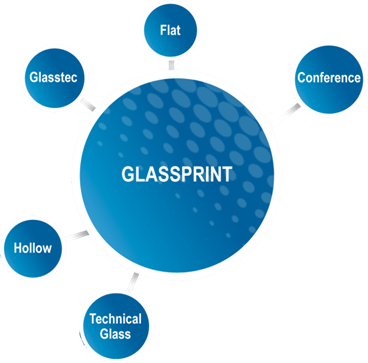 Flat
Glasstec
Conference
GLASSPRINT
Hollow
Technical
Glass